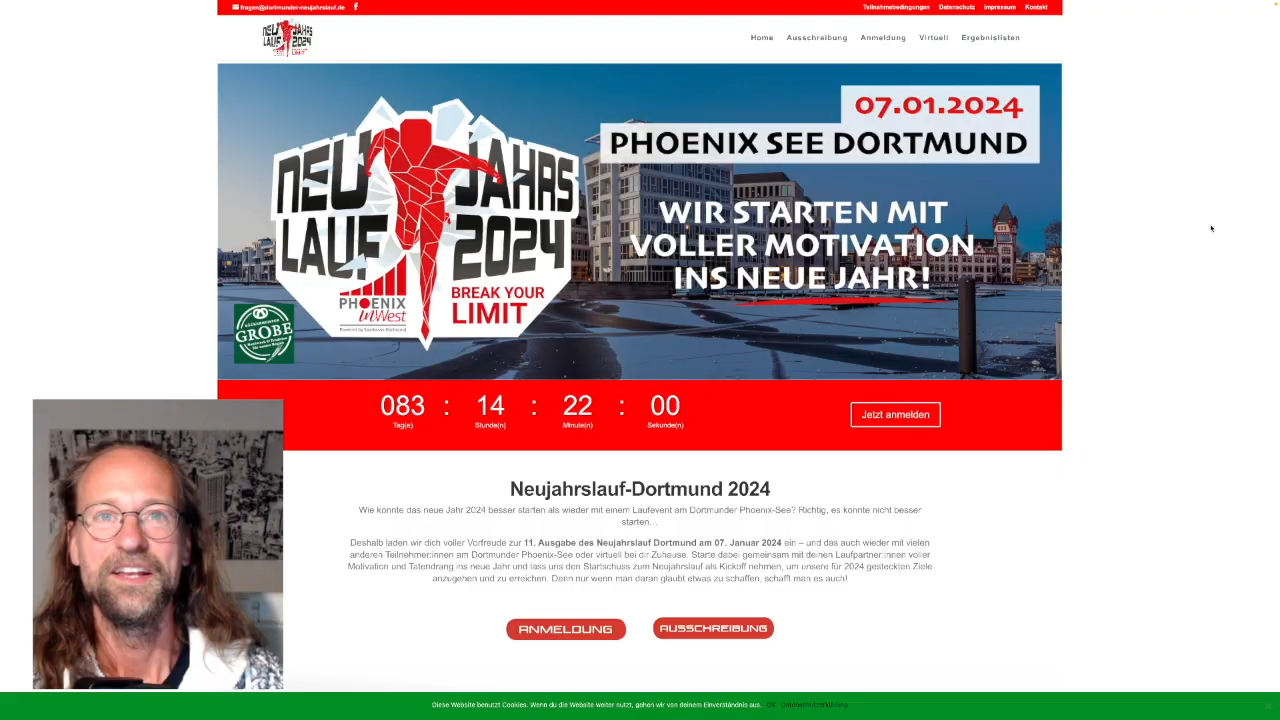 fragen@dortmunder-neujahrslauf.de
Teilnahmebedingungen Datenschutz Impressum Kontakt
NEUJAHRS
LAUF 2024
LIMIT
Home Ausschreibung Anmeldung Virtuell Ergebnislisten
07.01.2024
PHOENIX SEE DORTMUND
NEU JAHRS
LAUF 2024
PHOENIX
inWest
Powered by Sparkasse Dortmund
BREAK YOUR
LIMIT
GROBE
WIR STARTEN MIT
VOLLER MOTIVATION
INS NEUE JAHR!
083 : 14 : 22 : 00
Tag(e) Stunde(n) Minute(n) Sekunde(n)
Jetzt anmelden
Neujahrslauf-Dortmund 2024
Wie könnte das neue Jahr 2024 besser starten als wieder mit einem Laufevent am Dortmunder Phoenix-See? Richtig, es könnte nicht besser
starten…
Deshalb laden wir dich voller Vorfreude zur 11. Ausgabe des Neujahrslauf Dortmund am 07. Januar 2024 ein – und das auch wieder mit vielen
anderen Teilnehmer:innen am Dortmunder Phoenix-See oder virtuell bei dir Zuhause. Starte dabei gemeinsam mit deinen Laufpartner:innen voller
Motivation und Tatendrang ins neue Jahr und lass uns den Startschuss zum Neujahrslauf als Kickoff nehmen, um unsere für 2024 gesteckten Ziele
anzugehen und zu erreichen. Denn nur wenn man daran glaubt etwas zu schaffen, schafft man es auch!
ANMELDUNG AUSSCHREIBUNG
Diese Website benutzt Cookies. Wenn du die Website weiter nutzt, gehen wir von deinem Einverständnis aus. OK Datenschutzerklärung